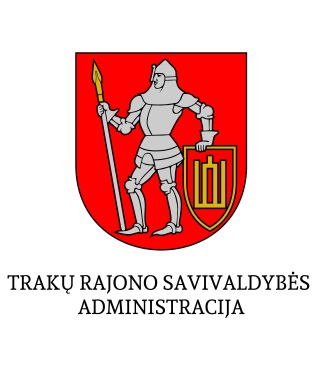 TRAKŲ RAJONO SAVIVALDYBĖS
ADMINISTRACIJA